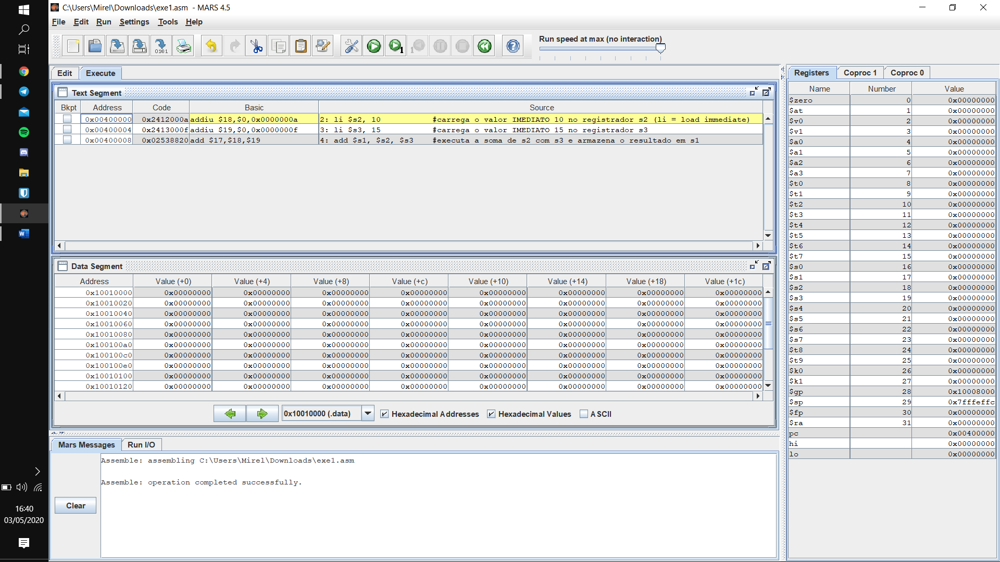 C:\Users\Mirel\Downloads\exe1.asm - MARS 4.5
File Edit Run Settings Tools Help
Run speed at max (no interaction)
Edit Execute
Text Segment
Bkpt Address Code Basic Source
0x00400000 0x2412000a addiu $18,$0,0x0000000a 2: li $s2, 10 #carrega o valor IMEDIATO 10 no registrador s2 (li = load immediate)
0x00400004 0x2413000f addiu $19,$0,0x0000000f 3: li $s3, 15 #carrega o valor IMEDIATO 15 no registrador s3
0x00400008 0x02538820 add $17,$18,$19 4: add $s1, $s2, $s3 #executa a soma de s2 com s3 e armazena o resultado em s1
Data Segment
Address Value (+0) Value (+4) Value (+8) Value (+c) Value (+10) Value (+14) Value (+18) Value (+1c)
0x10010000 0x00000000 0x00000000 0x00000000 0x00000000 0x00000000 0x00000000 0x00000000 0x00000000
0x10010020 0x00000000 0x00000000 0x00000000 0x00000000 0x00000000 0x00000000 0x00000000 0x00000000
0x10010040 0x00000000 0x00000000 0x00000000 0x00000000 0x00000000 0x00000000 0x00000000 0x00000000
0x10010060 0x00000000 0x00000000 0x00000000 0x00000000 0x00000000 0x00000000 0x00000000 0x00000000
0x10010080 0x00000000 0x00000000 0x00000000 0x00000000 0x00000000 0x00000000 0x00000000 0x00000000
0x100100a0 0x00000000 0x00000000 0x00000000 0x00000000 0x00000000 0x00000000 0x00000000 0x00000000
0x100100c0 0x00000000 0x00000000 0x00000000 0x00000000 0x00000000 0x00000000 0x00000000 0x00000000
0x100100e0 0x00000000 0x00000000 0x00000000 0x00000000 0x00000000 0x00000000 0x00000000 0x00000000
0x10010100 0x00000000 0x00000000 0x00000000 0x00000000 0x00000000 0x00000000 0x00000000 0x00000000
0x10010120 0x00000000 0x00000000 0x00000000 0x00000000 0x00000000 0x00000000 0x00000000 0x00000000
0x10010000 (.data) Hexadecimal Addresses Hexadecimal Values ASCII
Mars Messages Run I/O
Assemble: assembling C:\Users\Mirel\Downloads\exe1.asm
Assemble: operation completed successfully.
Clear
Registers Coproc 1 Coproc 0
Name Number Value
$zero 0 0x00000000
$at 1 0x00000000
$v0 2 0x00000000
$v1 3 0x00000000
$a0 4 0x00000000
$a1 5 0x00000000
$a2 6 0x00000000
$a3 7 0x00000000
$t0 8 0x00000000
$t1 9 0x00000000
$t2 10 0x00000000
$t3 11 0x00000000
$t4 12 0x00000000
$t5 13 0x00000000
$t6 14 0x00000000
$t7 15 0x00000000
$s0 16 0x00000000
$s1 17 0x00000000
$s2 18 0x00000000
$s3 19 0x00000000
$s4 20 0x00000000
$s5 21 0x00000000
$s6 22 0x00000000
$s7 23 0x00000000
$t8 24 0x00000000
$t9 25 0x00000000
$k0 26 0x00000000
$k1 27 0x00000000
$gp 28 0x10008000
$sp 29 0x7fffeffc
$fp 30 0x00000000
$ra 31 0x00000000
pc 0x00400000
hi 0x00000000
lo 0x00000000
16:40
03/05/2020